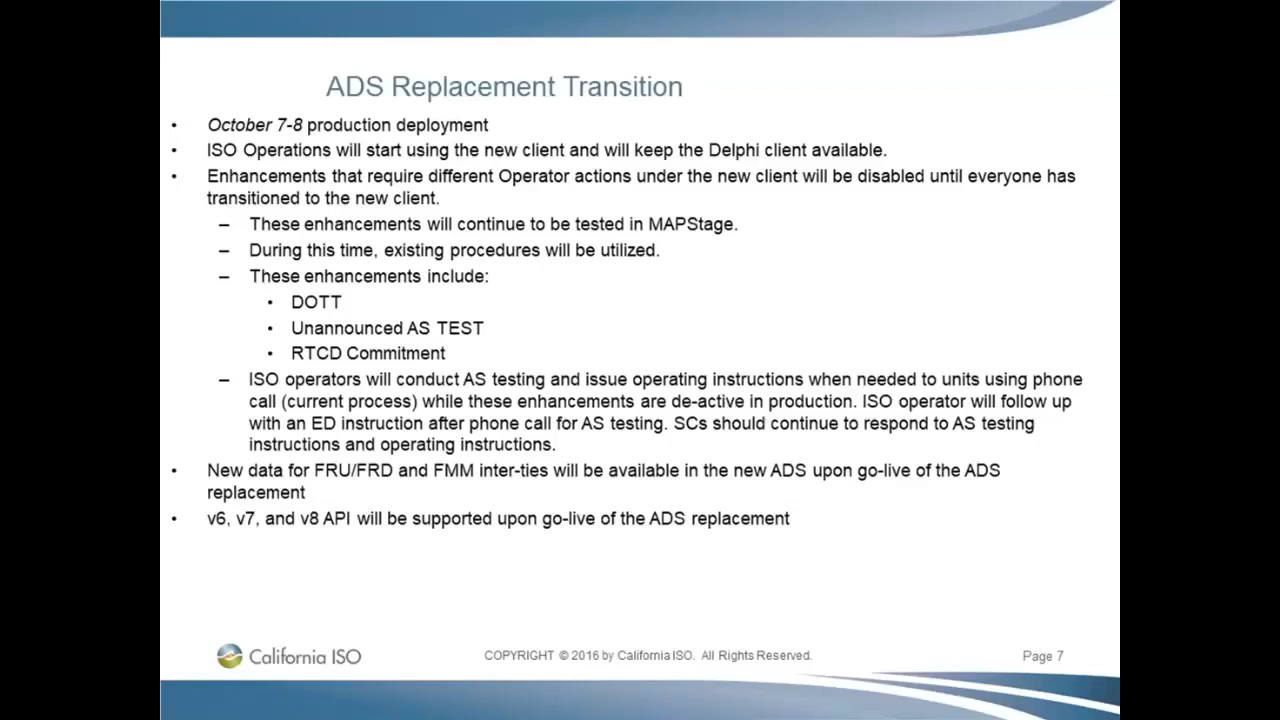 ADS Replacement Transition
• October 7-8 production deployment
• ISO Operations will start using the new client and will keep the Delphi client available.
• Enhancements that require different Operator actions under the new client will be disabled until everyone has
transitioned to the new client.
– These enhancements will continue to be tested in MAPStage.
– During this time, existing procedures will be utilized.
– These enhancements include:
• DOTT
• Unannounced AS TEST
• RTCD Commitment
– ISO operators will conduct AS testing and issue operating instructions when needed to units using phone
call (current process) while these enhancements are de-active in production. ISO operator will follow up
with an ED instruction after phone call for AS testing. SCs should continue to respond to AS testing
instructions and operating instructions.
• New data for FRU/FRD and FMM inter-ties will be available in the new ADS upon go-live of the ADS
replacement
• v6, v7, and v8 API will be supported upon go-live of the ADS replacement
California ISO
COPYRIGHT © 2016 by California ISO. All Rights Reserved.
Page 7